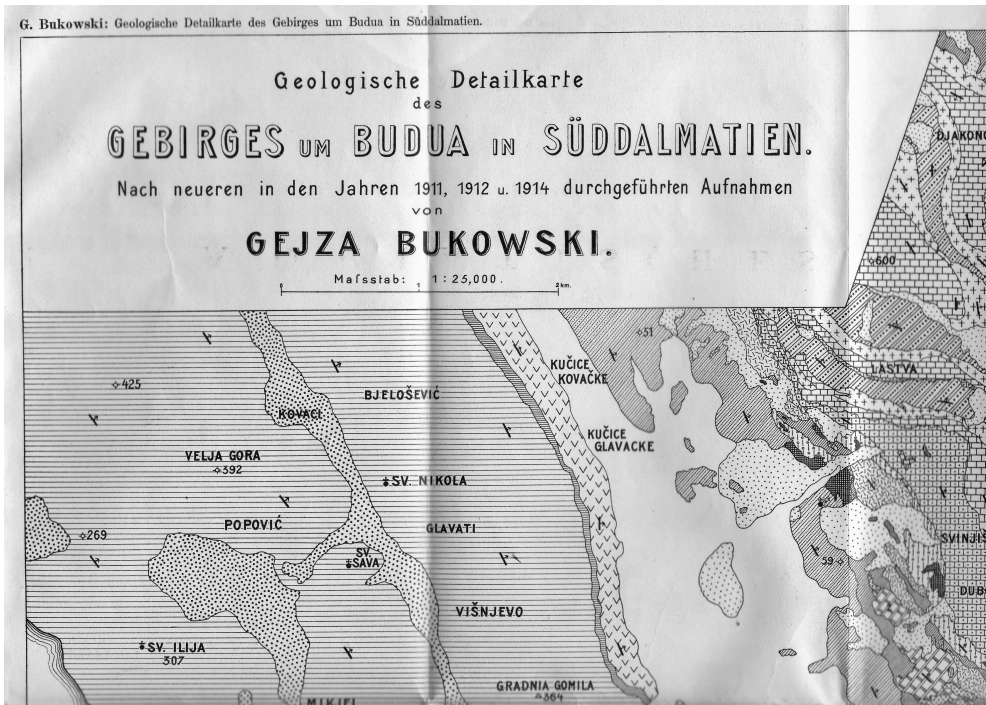 G. Bukowski: Geologische Detailkarte des Gebirges um Budua in Süddalmatien.
Geologische Detailkarte
des
GEBIRGES UM BUDUA IN SÜDDALMATIEN.
Nach neueren in den Jahren 1911, 1912 u. 1914 durchgeführten Aufnahmen
von
GEJZA BUKOWSKI.
Maſsstab: 1:25,000.
0 1 2 km.
DJAKONO
600
51
KUČICE
KOVAČKE
LASTVA
425
BJELOŠEVIĆ
KOVAČI
KUČICE
GLAVACKE
VELJA GORA
392
SV. NIKOLA
POPOVIĆ
GLAVATI
269
SV.
SAVA
SVINJIŠ
59
DUB
VIŠNJEVO
SV. ILIJA
307
GRADNIA GOMILA
364
MIKIEL